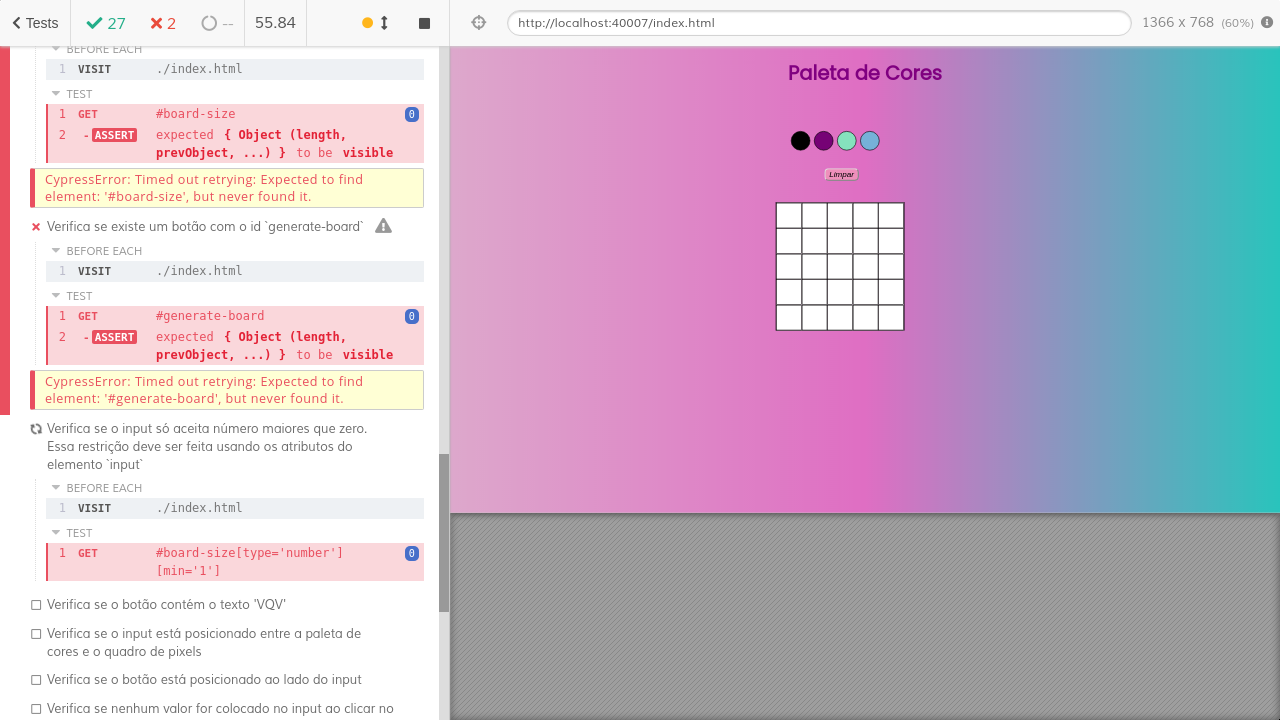 Tests
27
2
--
55.84
http://localhost:40007/index.html
1366 x 768 (60%)
BEFORE EACH
1 VISIT ./index.html
TEST
1 GET #board-size 0
2 -ASSERT expected { Object (length,
prevObject, ...) } to be visible
CypressError: Timed out retrying: Expected to find
element: '#board-size', but never found it.
Verifica se existe um botão com o id `generate-board`
BEFORE EACH
1 VISIT ./index.html
TEST
1 GET #generate-board 0
2 -ASSERT expected { Object (length,
prevObject, ...) } to be visible
CypressError: Timed out retrying: Expected to find
element: '#generate-board', but never found it.
Verifica se o input só aceita número maiores que zero.
Essa restrição deve ser feita usando os atributos do
elemento `input`
BEFORE EACH
1 VISIT ./index.html
TEST
1 GET #board-size[type='number'] 0
[min='1']
Verifica se o botão contém o texto 'VQV'
Verifica se o input está posicionado entre a paleta de
cores e o quadro de pixels
Verifica se o botão está posicionado ao lado do input
Verifica se nenhum valor for colocado no input ao clicar no
Paleta de Cores
Limpar